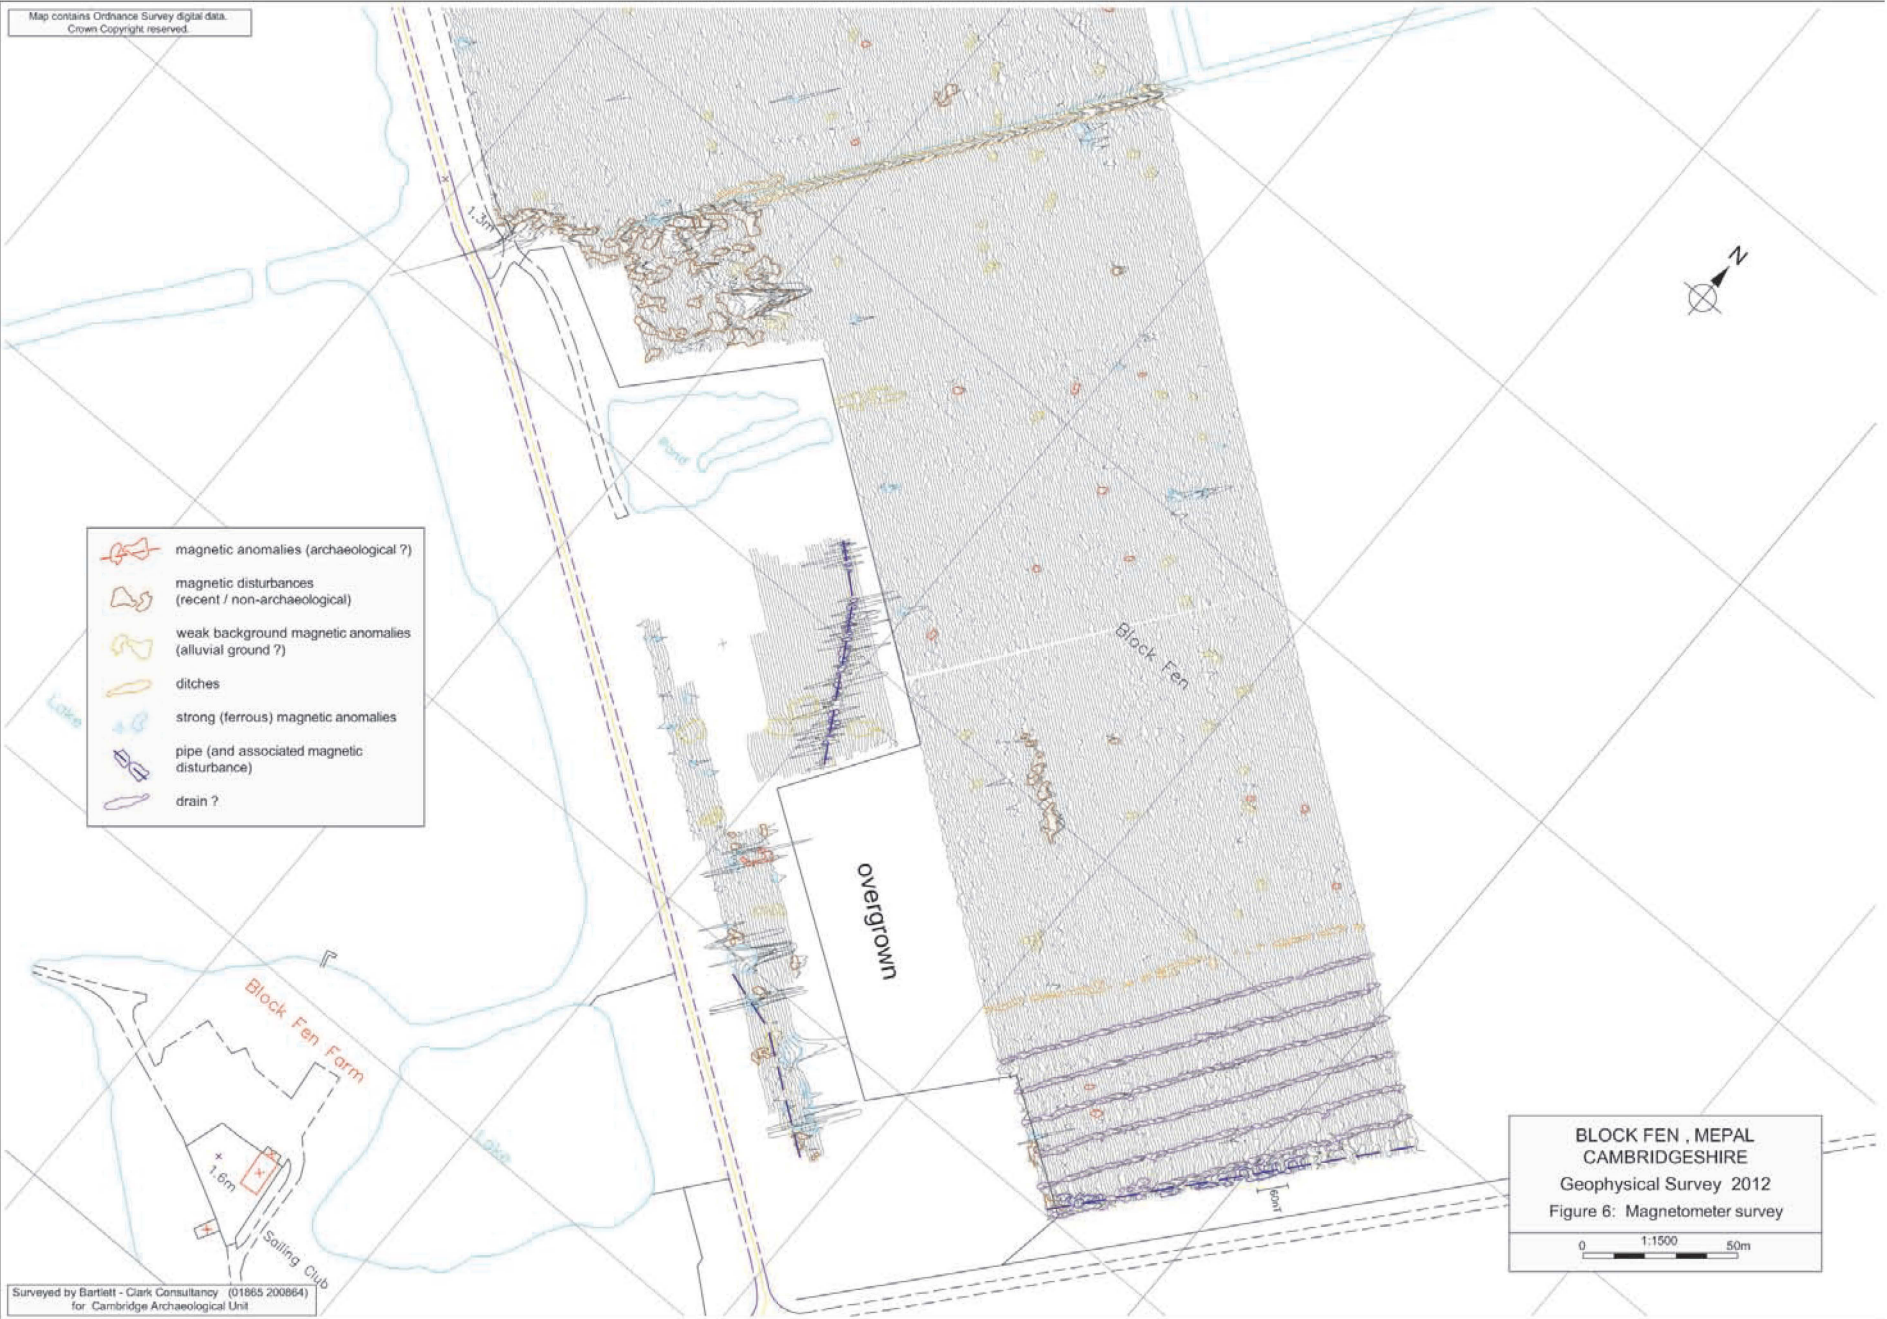 Map contains Ordnance Survey digital data.
Crown Copyright reserved.
1.3m
N
Pond
magnetic anomalies (archaeological ?)
magnetic disturbances
(recent / non-archaeological)
weak background magnetic anomalies
(alluvial ground ?)
ditches
strong (ferrous) magnetic anomalies
pipe (and associated magnetic
disturbance)
drain ?
Lake
Block Fen
overgrown
Block Fen Farm
Lake
1.6m
Sailing Club
60nT
BLOCK FEN , MEPAL
CAMBRIDGESHIRE
Geophysical Survey 2012
Figure 6: Magnetometer survey
1:1500
0 50m
Surveyed by Bartlett - Clark Consultancy (01865 200864)
for Cambridge Archaeological Unit